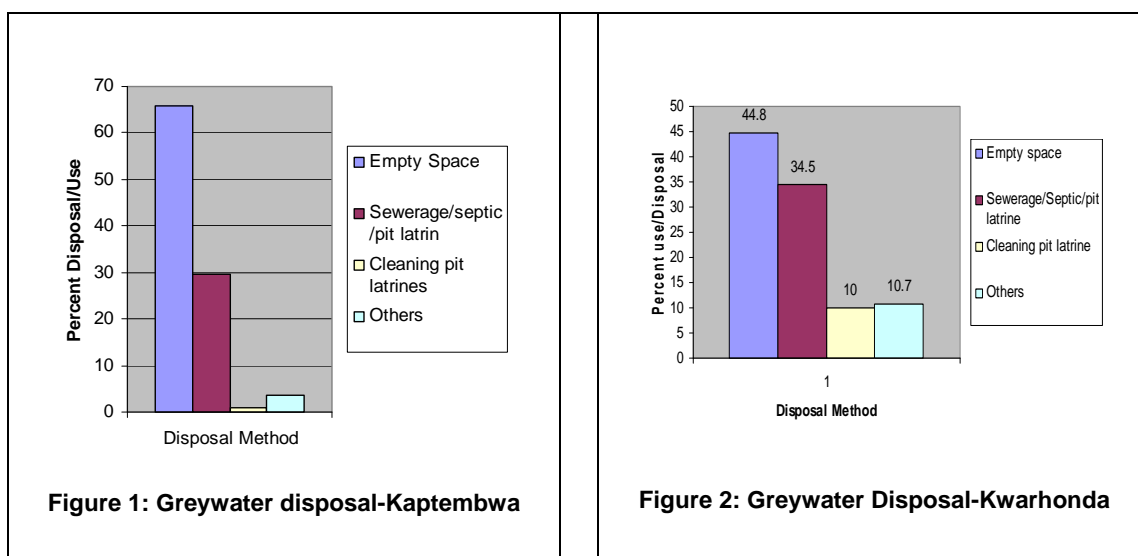 70
60
50
40
30
20
10
0
Percent Disposal/Use
Disposal Method
Empty Space
Sewerage/septic
/pit latrin
Cleaning pit
latrines
Others
Figure 1: Greywater disposal-Kaptembwa
50
45
40
35
30
25
20
15
10
5
0
Percent use/Disposal
44.8
34.5
10
10.7
1
Disposal Method
Empty space
Sewerage/Septic/pit
latrine
Cleaning pit latrine
Others
Figure 2: Greywater Disposal-Kwarhonda